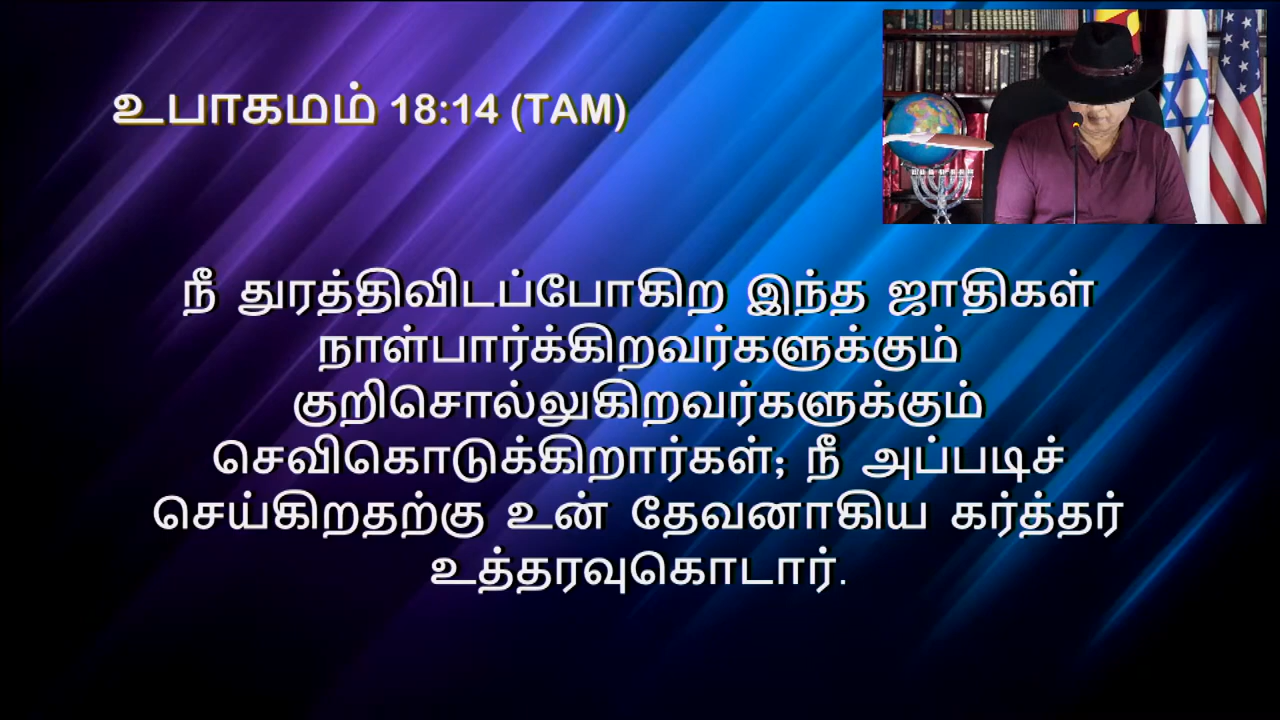 உபாகமம் 18:14 (TAM)
நீ துரத்திவிடப்போகிற இந்த ஜாதிகள்
நாள்பார்க்கிறவர்களுக்கும்
குறிசொல்லுகிறவர்களுக்கும்
செவிகொடுக்கிறார்கள்; நீ அப்படிச்
செய்கிறதற்கு உன் தேவனாகிய கர்த்தர்
உத்தரவுகொடார்.